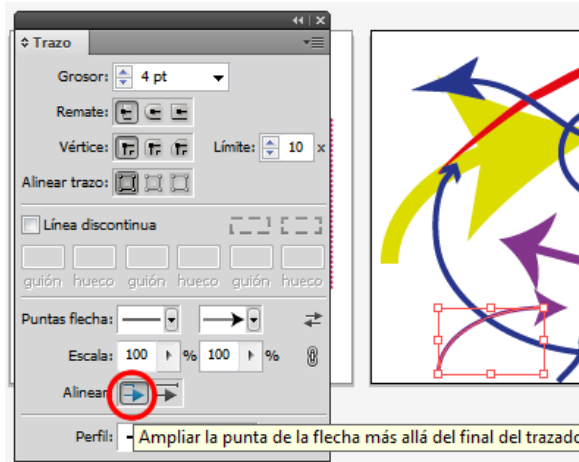 Trazo
Grosor: 4 pt
Remate:
Vértice: Límite: 10 x
Alinear trazo:
Línea discontinua
guión hueco guión hueco guión hueco
Puntas flecha:
Escala: 100 % 100 %
Alinear
Perfil: Ampliar la punta de la flecha más allá del final del trazado